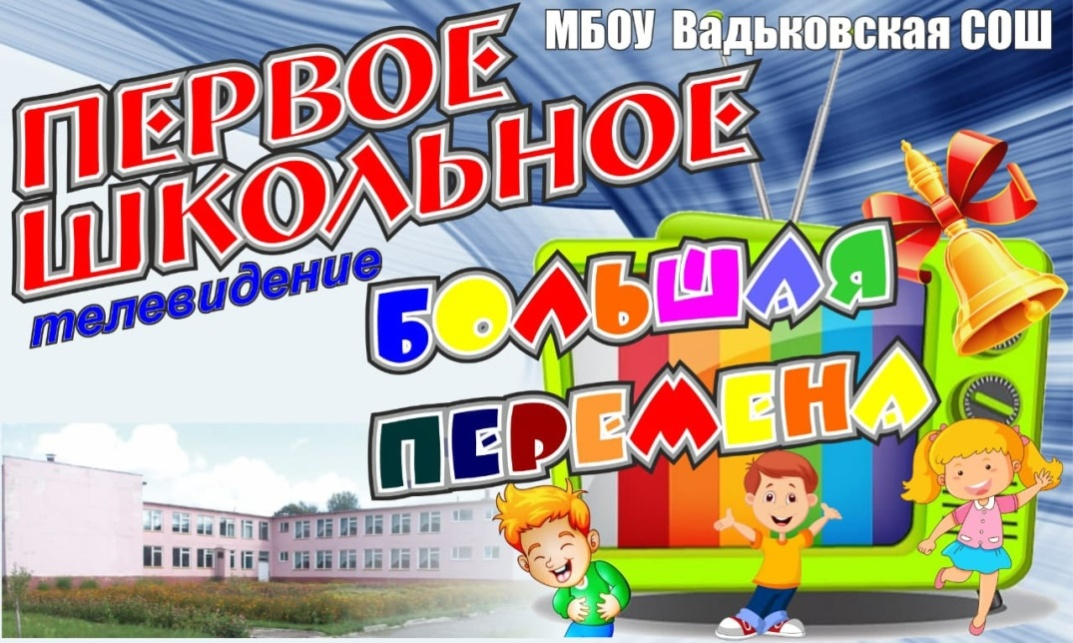 МБОУ Вадьковская СОШ
ПЕРВОЕ
ШКОЛЬНОЕ
телевидение
БОЛЬШАЯ
ПЕРЕМЕНА